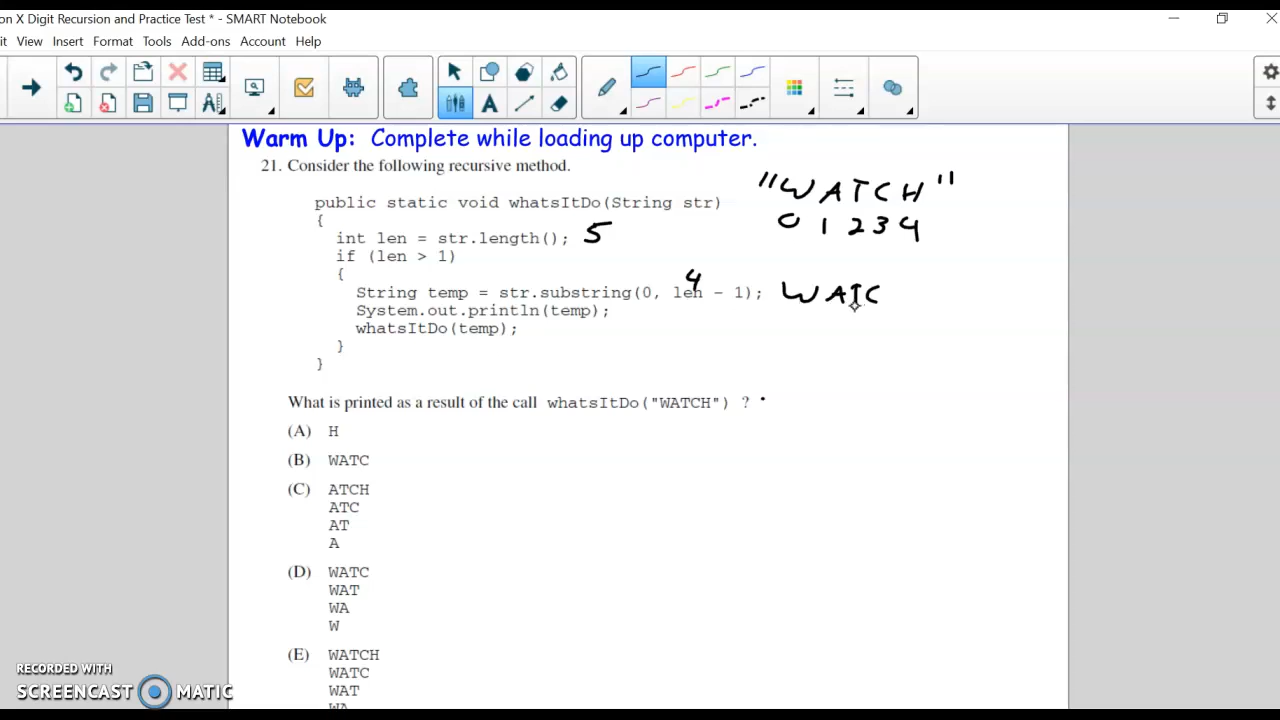 on X Digit Recursion and Practice Test * - SMART Notebook
it View Insert Format Tools Add-ons Account Help
Warm Up: Complete while loading up computer.
21. Consider the following recursive method.
"WATCH"
public static void whatsItDo(String str)
0 1 2 3 4
{
int len = str.length(); 5
if (len > 1)
{
4
String temp = str.substring(0, len - 1); WATC
System.out.println(temp);
whatsItDo(temp);
}
}
What is printed as a result of the call whatsItDo("WATCH") ?
(A) H
(B) WATC
(C) ATCH
ATC
AT
A
(D) WATC
WAT
WA
W
(E) WATCH
WATC
WAT
WA
RECORDED WITH
SCREENCAST MATIC